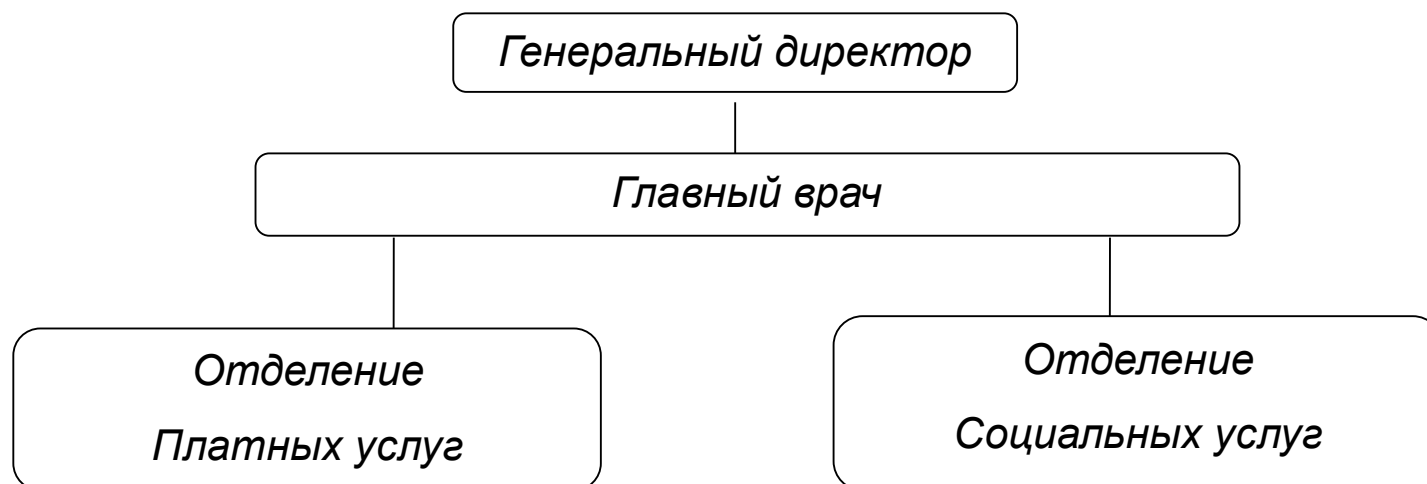 Генеральный директор
Главный врач
Отделение
Платных услуг
Отделение
Социальных услуг